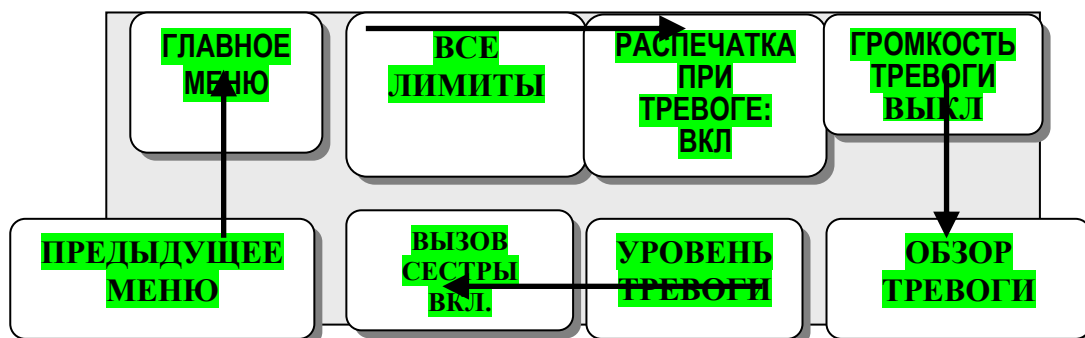 ГЛАВНОЕ
МЕНЮ
ВСЕ
ЛИМИТЫ
РАСПЕЧАТКА
ПРИ
ТРЕВОГЕ:
ВКЛ
ГРОМКОСТЬ
ТРЕВОГИ
ВЫКЛ
ПРЕДЫДУЩЕЕ
МЕНЮ
ВЫЗОВ
СЕСТРЫ
ВКЛ.
УРОВЕНЬ
ТРЕВОГИ
ОБЗОР
ТРЕВОГИ